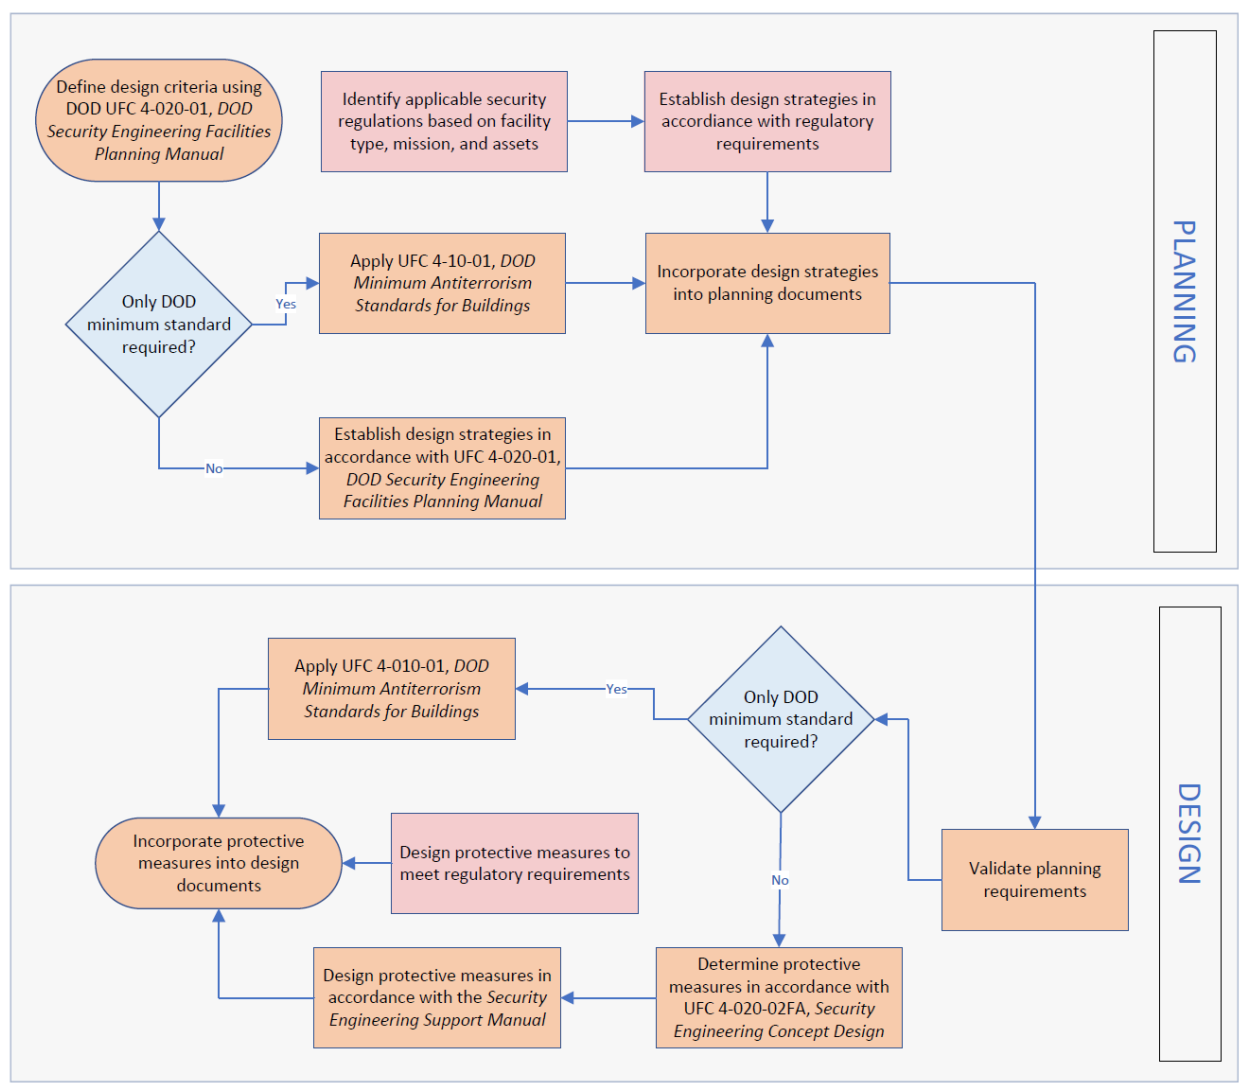 Define design criteria using
DOD UFC 4-020-01, DOD
Security Engineering Facilities
Planning Manual
Identify applicable security
regulations based on facility
type, mission, and assets
Establish design strategies in
accordiance with regulatory
requirements
Only DOD
minimum standard
required?
Yes
Apply UFC 4-10-01, DOD
Minimum Antiterrorism
Standards for Buildings
Incorporate design strategies
into planning documents
No
Establish design strategies in
accordance with UFC 4-020-01,
DOD Security Engineering
Facilities Planning Manual
PLANNING
Apply UFC 4-010-01, DOD
Minimum Antiterrorism
Standards for Buildings
Yes
Only DOD
minimum standard
required?
Incorporate protective
measures into design
documents
Design protective measures to
meet regulatory requirements
No
Validate planning
requirements
Design protective measures in
accordance with the Security
Engineering Support Manual
Determine protective
measures in accordance with
UFC 4-020-02FA, Security
Engineering Concept Design
DESIGN